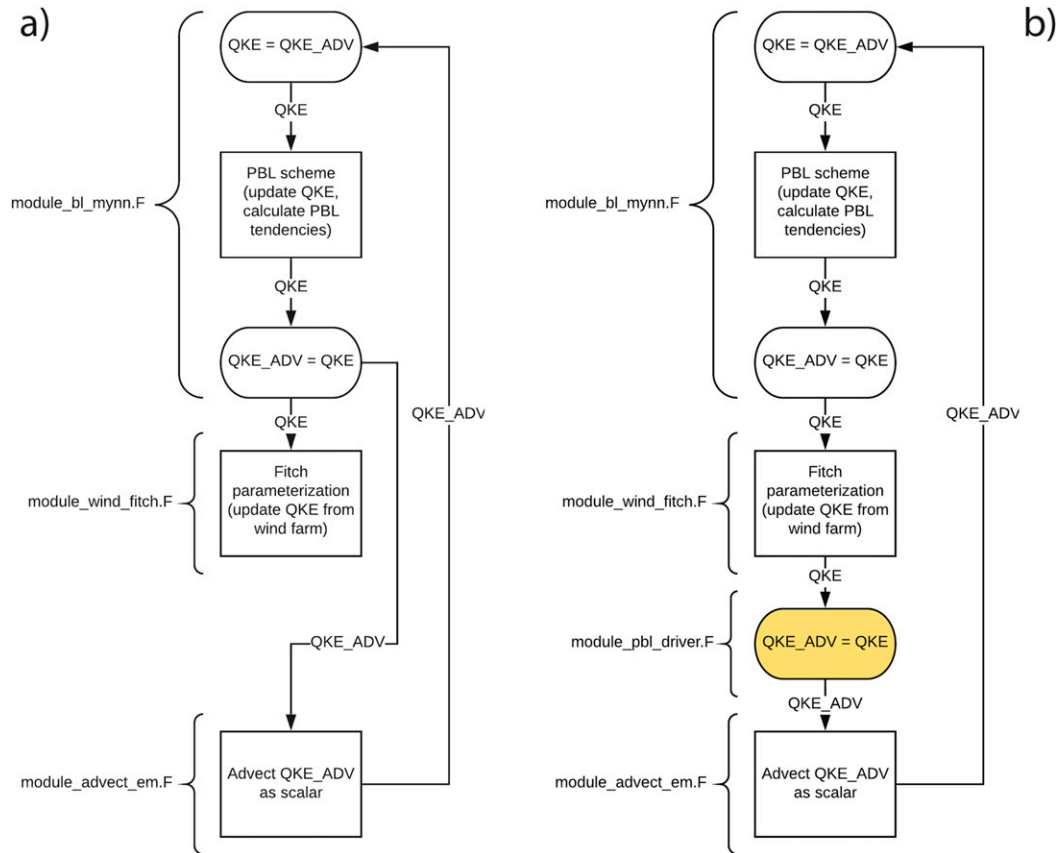 a)
QKE = QKE_ADV
QKE
PBL scheme
(update QKE,
calculate PBL
tendencies)
module_bl_mynn.F
QKE
QKE_ADV = QKE
QKE_ADV
QKE
Fitch
parameterization
(update QKE from
wind farm)
module_wind_fitch.F
QKE_ADV
module_advect_em.F
Advect QKE_ADV
as scalar
b)
QKE = QKE_ADV
QKE
PBL scheme
(update QKE,
calculate PBL
tendencies)
module_bl_mynn.F
QKE
QKE_ADV = QKE
QKE_ADV
QKE
Fitch
parameterization
(update QKE from
wind farm)
module_wind_fitch.F
QKE
module_pbl_driver.F
QKE_ADV = QKE
QKE_ADV
module_advect_em.F
Advect QKE_ADV
as scalar